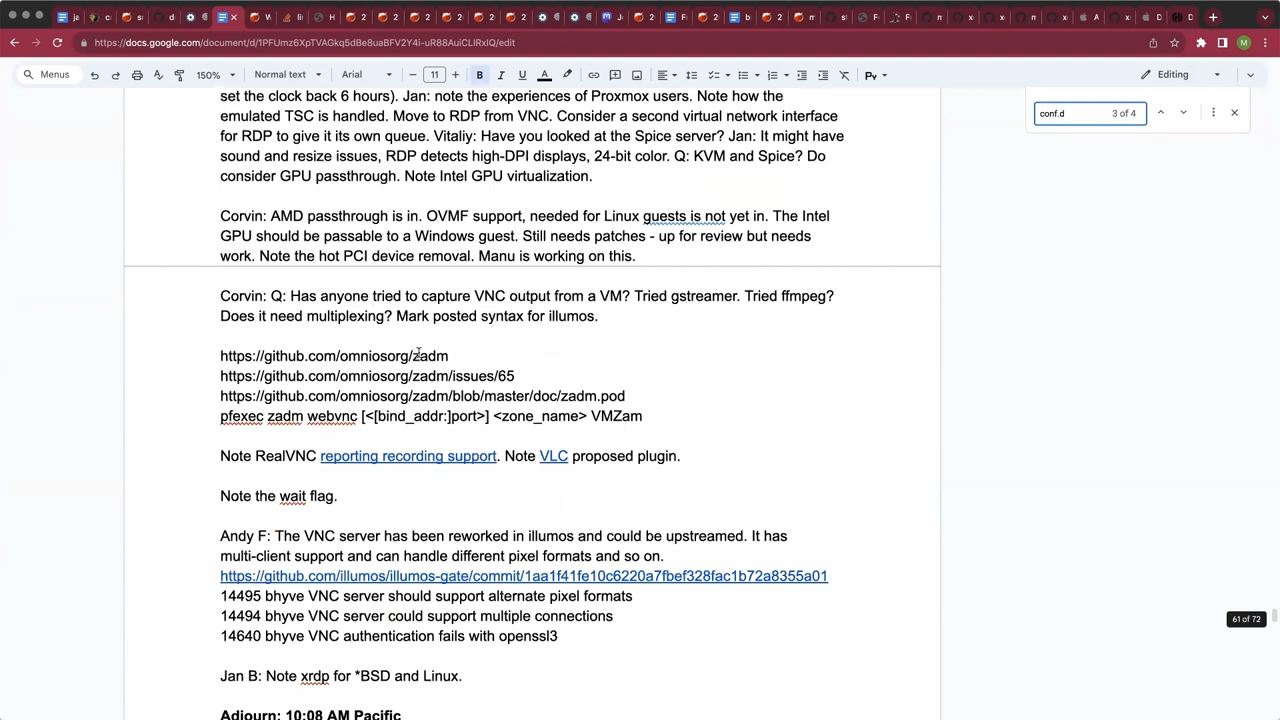 https://docs.google.com/document/d/1PFUmz6XpTVAGkq5dBe8uaBFV2Y4i-uR88AuiCLIRxIQ/edit
Menus 150% Normal text Arial 11 B I U A Editing
conf.d 3 of 4
set the clock back 6 hours). Jan: note the experiences of Proxmox users. Note how the
emulated TSC is handled. Move to RDP from VNC. Consider a second virtual network interface
for RDP to give it its own queue. Vitaliy: Have you looked at the Spice server? Jan: It might have
sound and resize issues, RDP detects high-DPI displays, 24-bit color. Q: KVM and Spice? Do
consider GPU passthrough. Note Intel GPU virtualization.
Corvin: AMD passthrough is in. OVMF support, needed for Linux guests is not yet in. The Intel
GPU should be passable to a Windows guest. Still needs patches - up for review but needs
work. Note the hot PCI device removal. Manu is working on this.
Corvin: Q: Has anyone tried to capture VNC output from a VM? Tried gstreamer. Tried ffmpeg?
Does it need multiplexing? Mark posted syntax for illumos.
https://github.com/omniosorg/zadm
https://github.com/omniosorg/zadm/issues/65
https://github.com/omniosorg/zadm/blob/master/doc/zadm.pod
pfexec zadm webvnc [<[bind_addr:]port>] <zone_name> VMZam
Note RealVNC reporting recording support. Note VLC proposed plugin.
Note the wait flag.
Andy F: The VNC server has been reworked in illumos and could be upstreamed. It has
multi-client support and can handle different pixel formats and so on.
https://github.com/illumos/illumos-gate/commit/1aa1f41fe10c6220a7fbef328fac1b72a8355a01
14495 bhyve VNC server should support alternate pixel formats
14494 bhyve VNC server could support multiple connections
14640 bhyve VNC authentication fails with openssl3
61 of 72
Jan B: Note xrdp for *BSD and Linux.
Adjourn: 10:08 AM Pacific